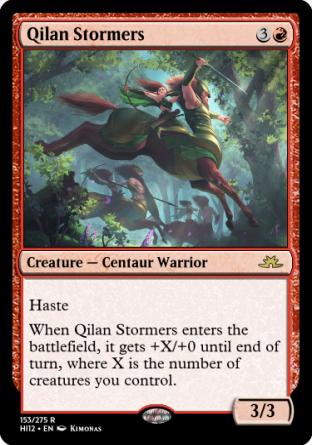 Qilan Stormers 3
Creature — Centaur Warrior
Haste
When Qilan Stormers enters the
battlefield, it gets +X/+0 until end of
turn, where X is the number of
creatures you control.
3/3
153/275 R
HI12 • EN Kimonas